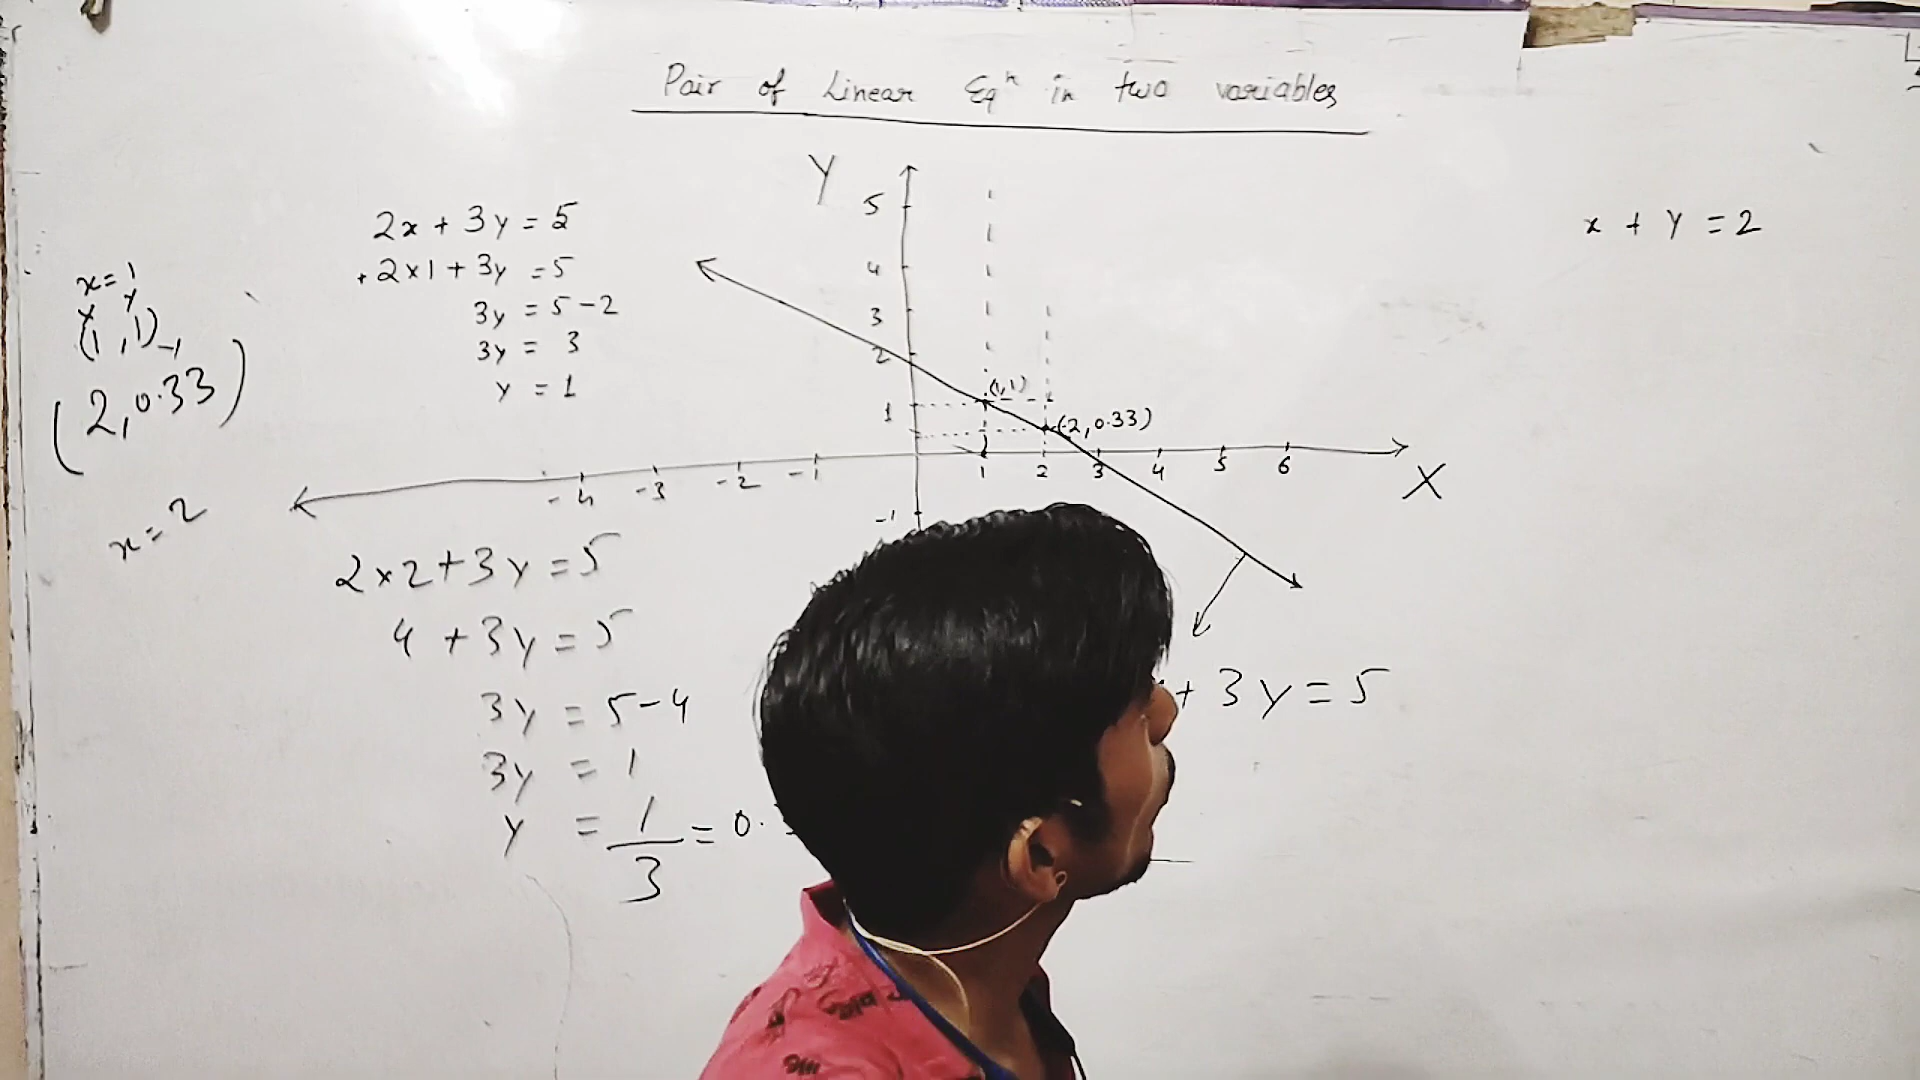 Pair of Linear Eqⁿ in two variables
x=1
x y
(1,1)
(2,0.33)
x=2
2x + 3y = 5
2×1 + 3y = 5
3y = 5-2
3y = 3
y = 1
2×2+3y=5
4 + 3y = 5
3y = 5-4
3y = 1
y = 1/3 = 0.
Y
5
4
3
2
1
-1
(1,1)
(2,0.33)
-4 -3 -2 -1 1 2 3 4 5 6
X
+ 3y = 5
x + y = 2